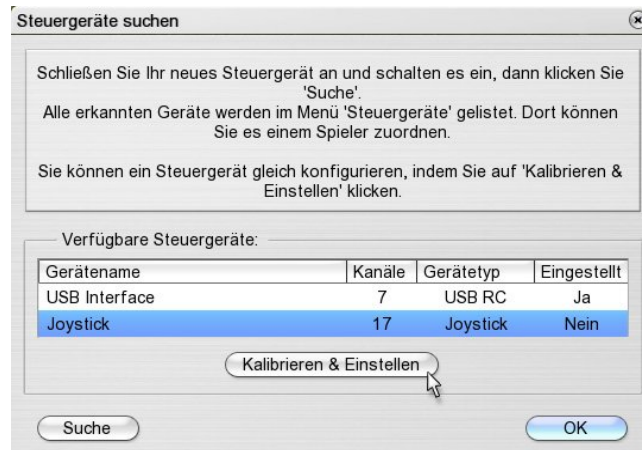 Steuergeräte suchen
Schließen Sie Ihr neues Steuergerät an und schalten es ein, dann klicken Sie
'Suche'.
Alle erkannten Geräte werden im Menü 'Steuergeräte' gelistet. Dort können
Sie es einem Spieler zuordnen.
Sie können ein Steuergerät gleich konfigurieren, indem Sie auf 'Kalibrieren &
Einstellen' klicken.
Verfügbare Steuergeräte:
Gerätename Kanäle Gerätetyp Eingestellt
USB Interface 7 USB RC Ja
Joystick 17 Joystick Nein
Kalibrieren & Einstellen
Suche OK